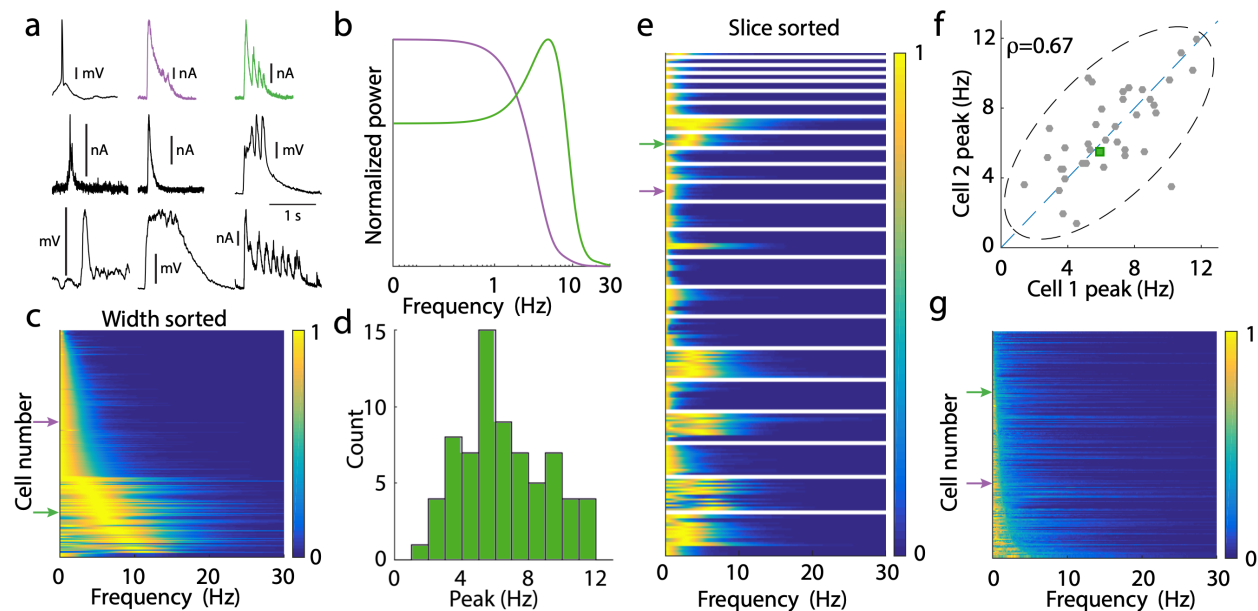 a
mV
nA
nA
nA
nA
mV
mV
mV
nA
1 s
b
Normalized power
0
1
10
30
Frequency (Hz)
c
Width sorted
Cell number
1
0
0
10
20
30
Frequency (Hz)
d
Count
15
10
5
0
0
4
8
12
Peak (Hz)
e
Slice sorted
1
0
0
10
20
30
Frequency (Hz)
f
ρ=0.67
Cell 2 peak (Hz)
12
8
4
0
0
4
8
12
Cell 1 peak (Hz)
g
Cell number
1
0
0
10
20
30
Frequency (Hz)